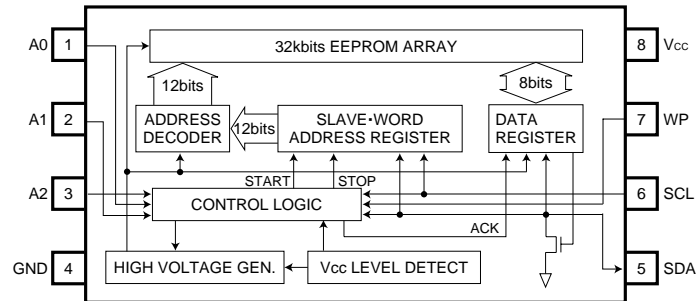 A0 1
32kbits EEPROM ARRAY
8 Vcc
12bits
8bits
A1 2
ADDRESS
DECODER
12bits
SLAVE・WORD
ADDRESS REGISTER
DATA
REGISTER
7 WP
START STOP
A2 3
CONTROL LOGIC
6 SCL
ACK
GND 4
HIGH VOLTAGE GEN.
Vcc LEVEL DETECT
5 SDA